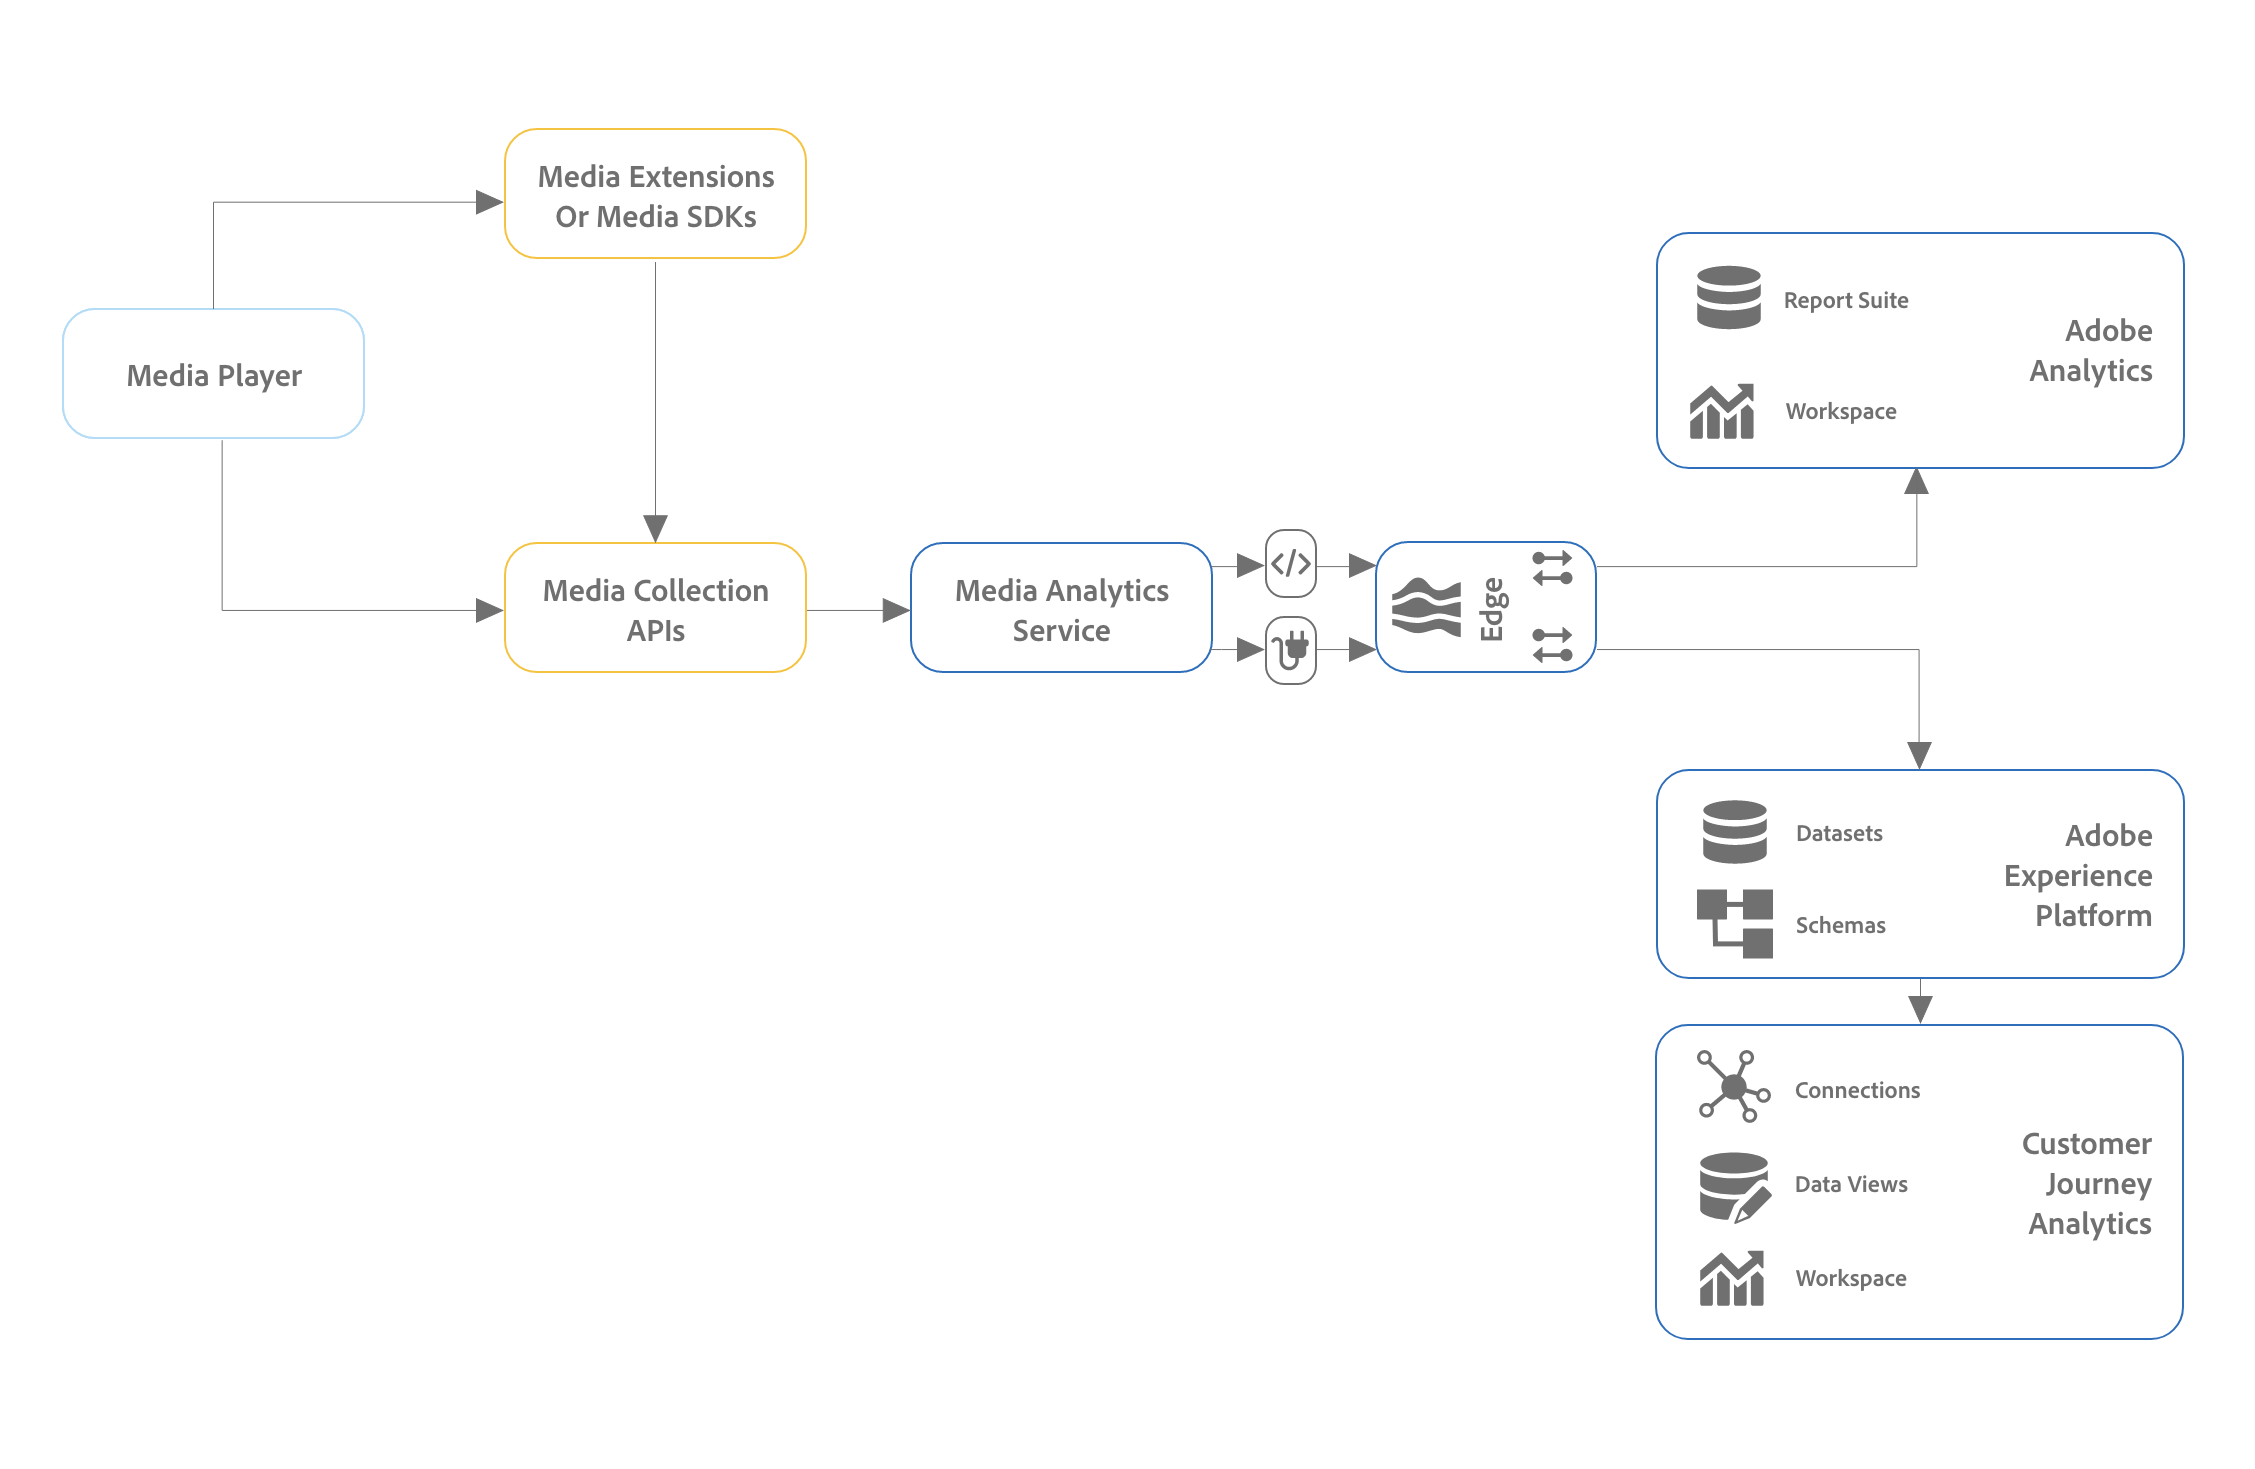 Media Extensions
Or Media SDKs
Media Player
Media Collection
APIs
Media Analytics
Service
</>
Edge
Report Suite
Workspace
Adobe
Analytics
Datasets
Schemas
Adobe
Experience
Platform
Connections
Data Views
Workspace
Customer
Journey
Analytics